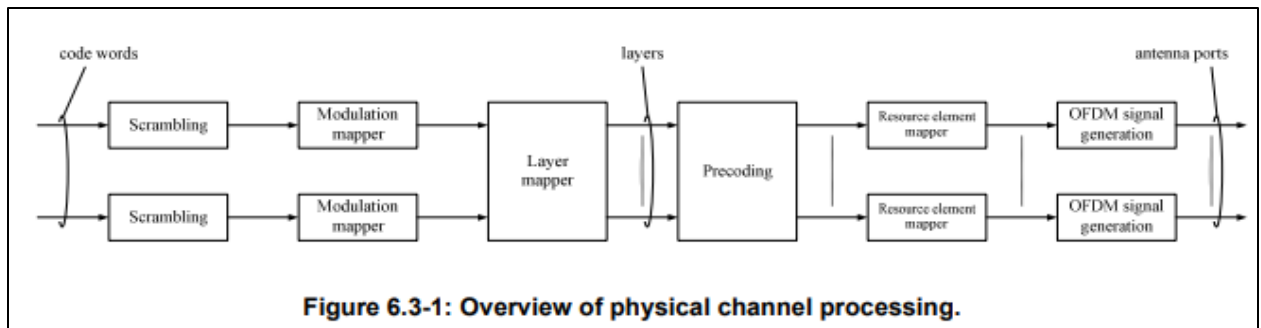 code words
layers
antenna ports
Scrambling
Modulation
mapper
Layer
mapper
Precoding
Resource element
mapper
OFDM signal
generation
Scrambling
Modulation
mapper
Resource element
mapper
OFDM signal
generation
Figure 6.3-1: Overview of physical channel processing.